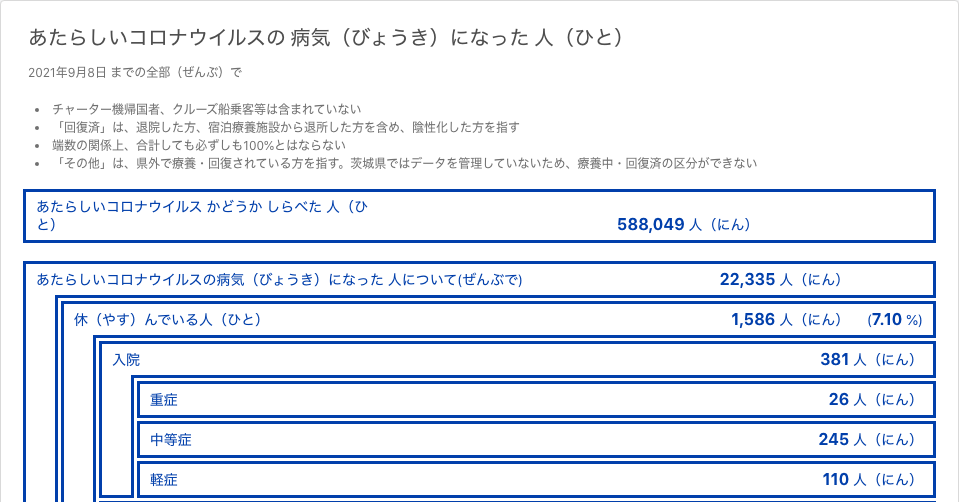 あたらしいコロナウイルスの 病気（びょうき）になった 人（ひと）
2021年9月8日 までの全部（ぜんぶ）で
• チャーター機帰国者、クルーズ船乗客等は含まれていない
• 「回復済」は、退院した方、宿泊療養施設から退所した方を含め、陰性化した方を指す
• 端数の関係上、合計しても必ずしも100%とはならない
• 「その他」は、県外で療養・回復されている方を指す。茨城県ではデータを管理していないため、療養中・回復済の区分ができない
あたらしいコロナウイルス かどうか しらべた 人（ひ
と） 588,049 人（にん）
あたらしいコロナウイルスの病気（びょうき）になった 人について(ぜんぶで) 22,335 人（にん）
休（やす）んでいる人（ひと） 1,586 人（にん） (7.10 %)
入院 381 人（にん）
重症 26 人（にん）
中等症 245 人（にん）
軽症 110 人（にん）